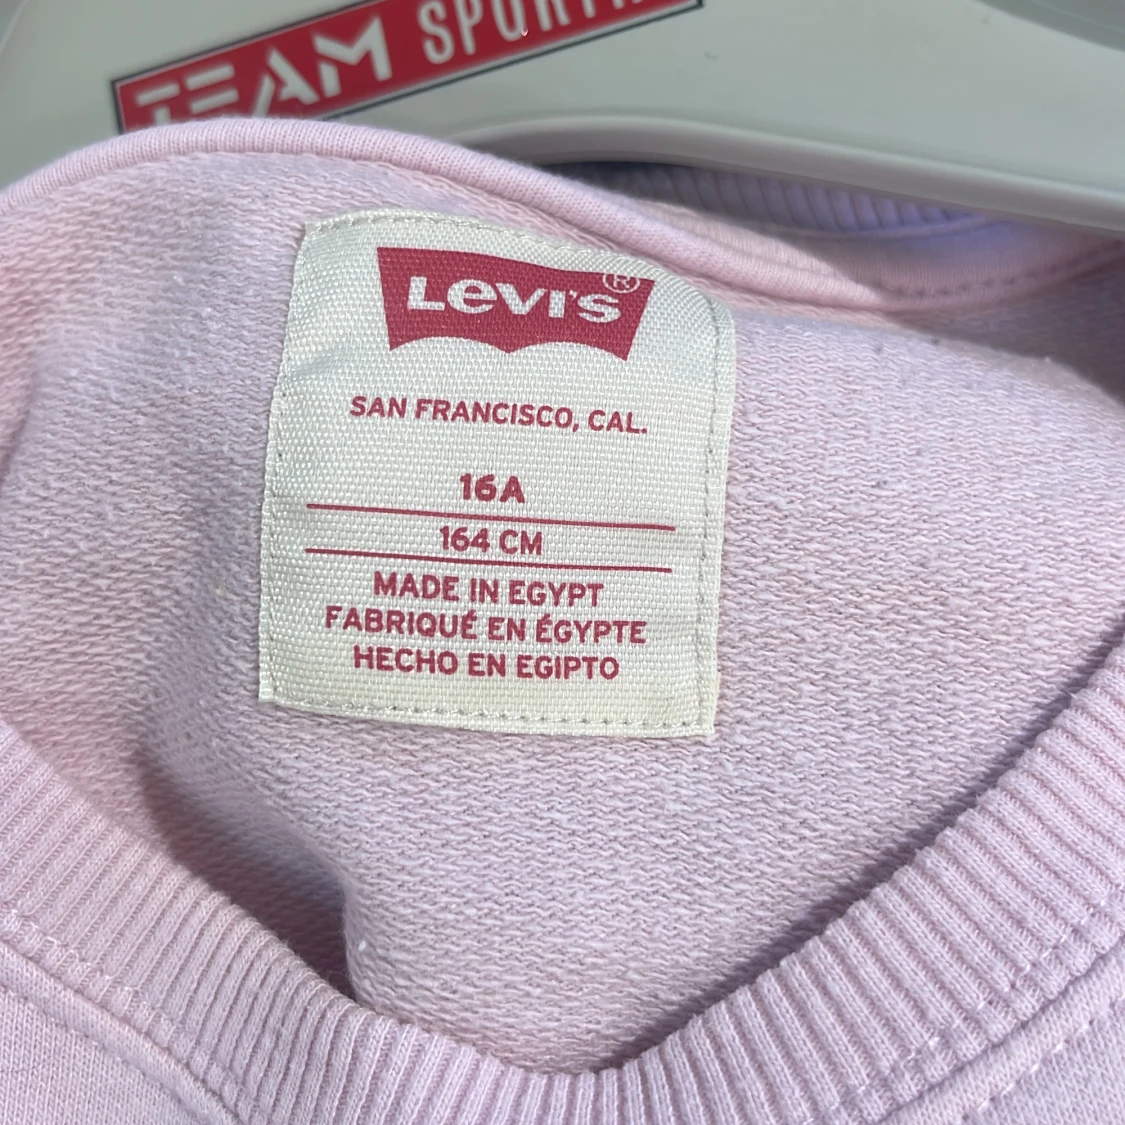 TEAM
LEVI'S®
SAN FRANCISCO, CAL.
16A
164 CM
MADE IN EGYPT
FABRIQUÉ EN ÉGYPTE
HECHO EN EGIPTO